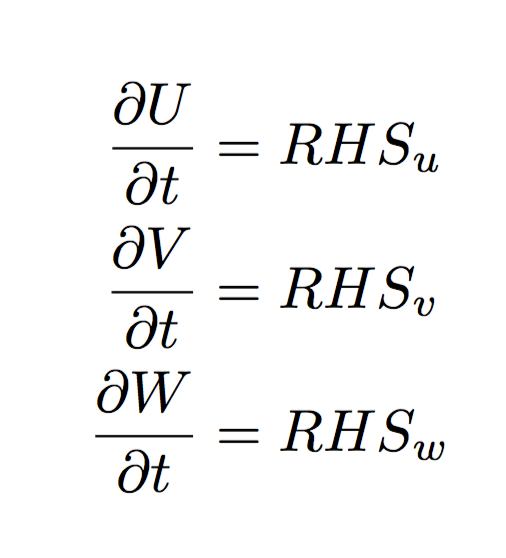 ∂U/∂t = RHS_u
∂V/∂t = RHS_v
∂W/∂t = RHS_w